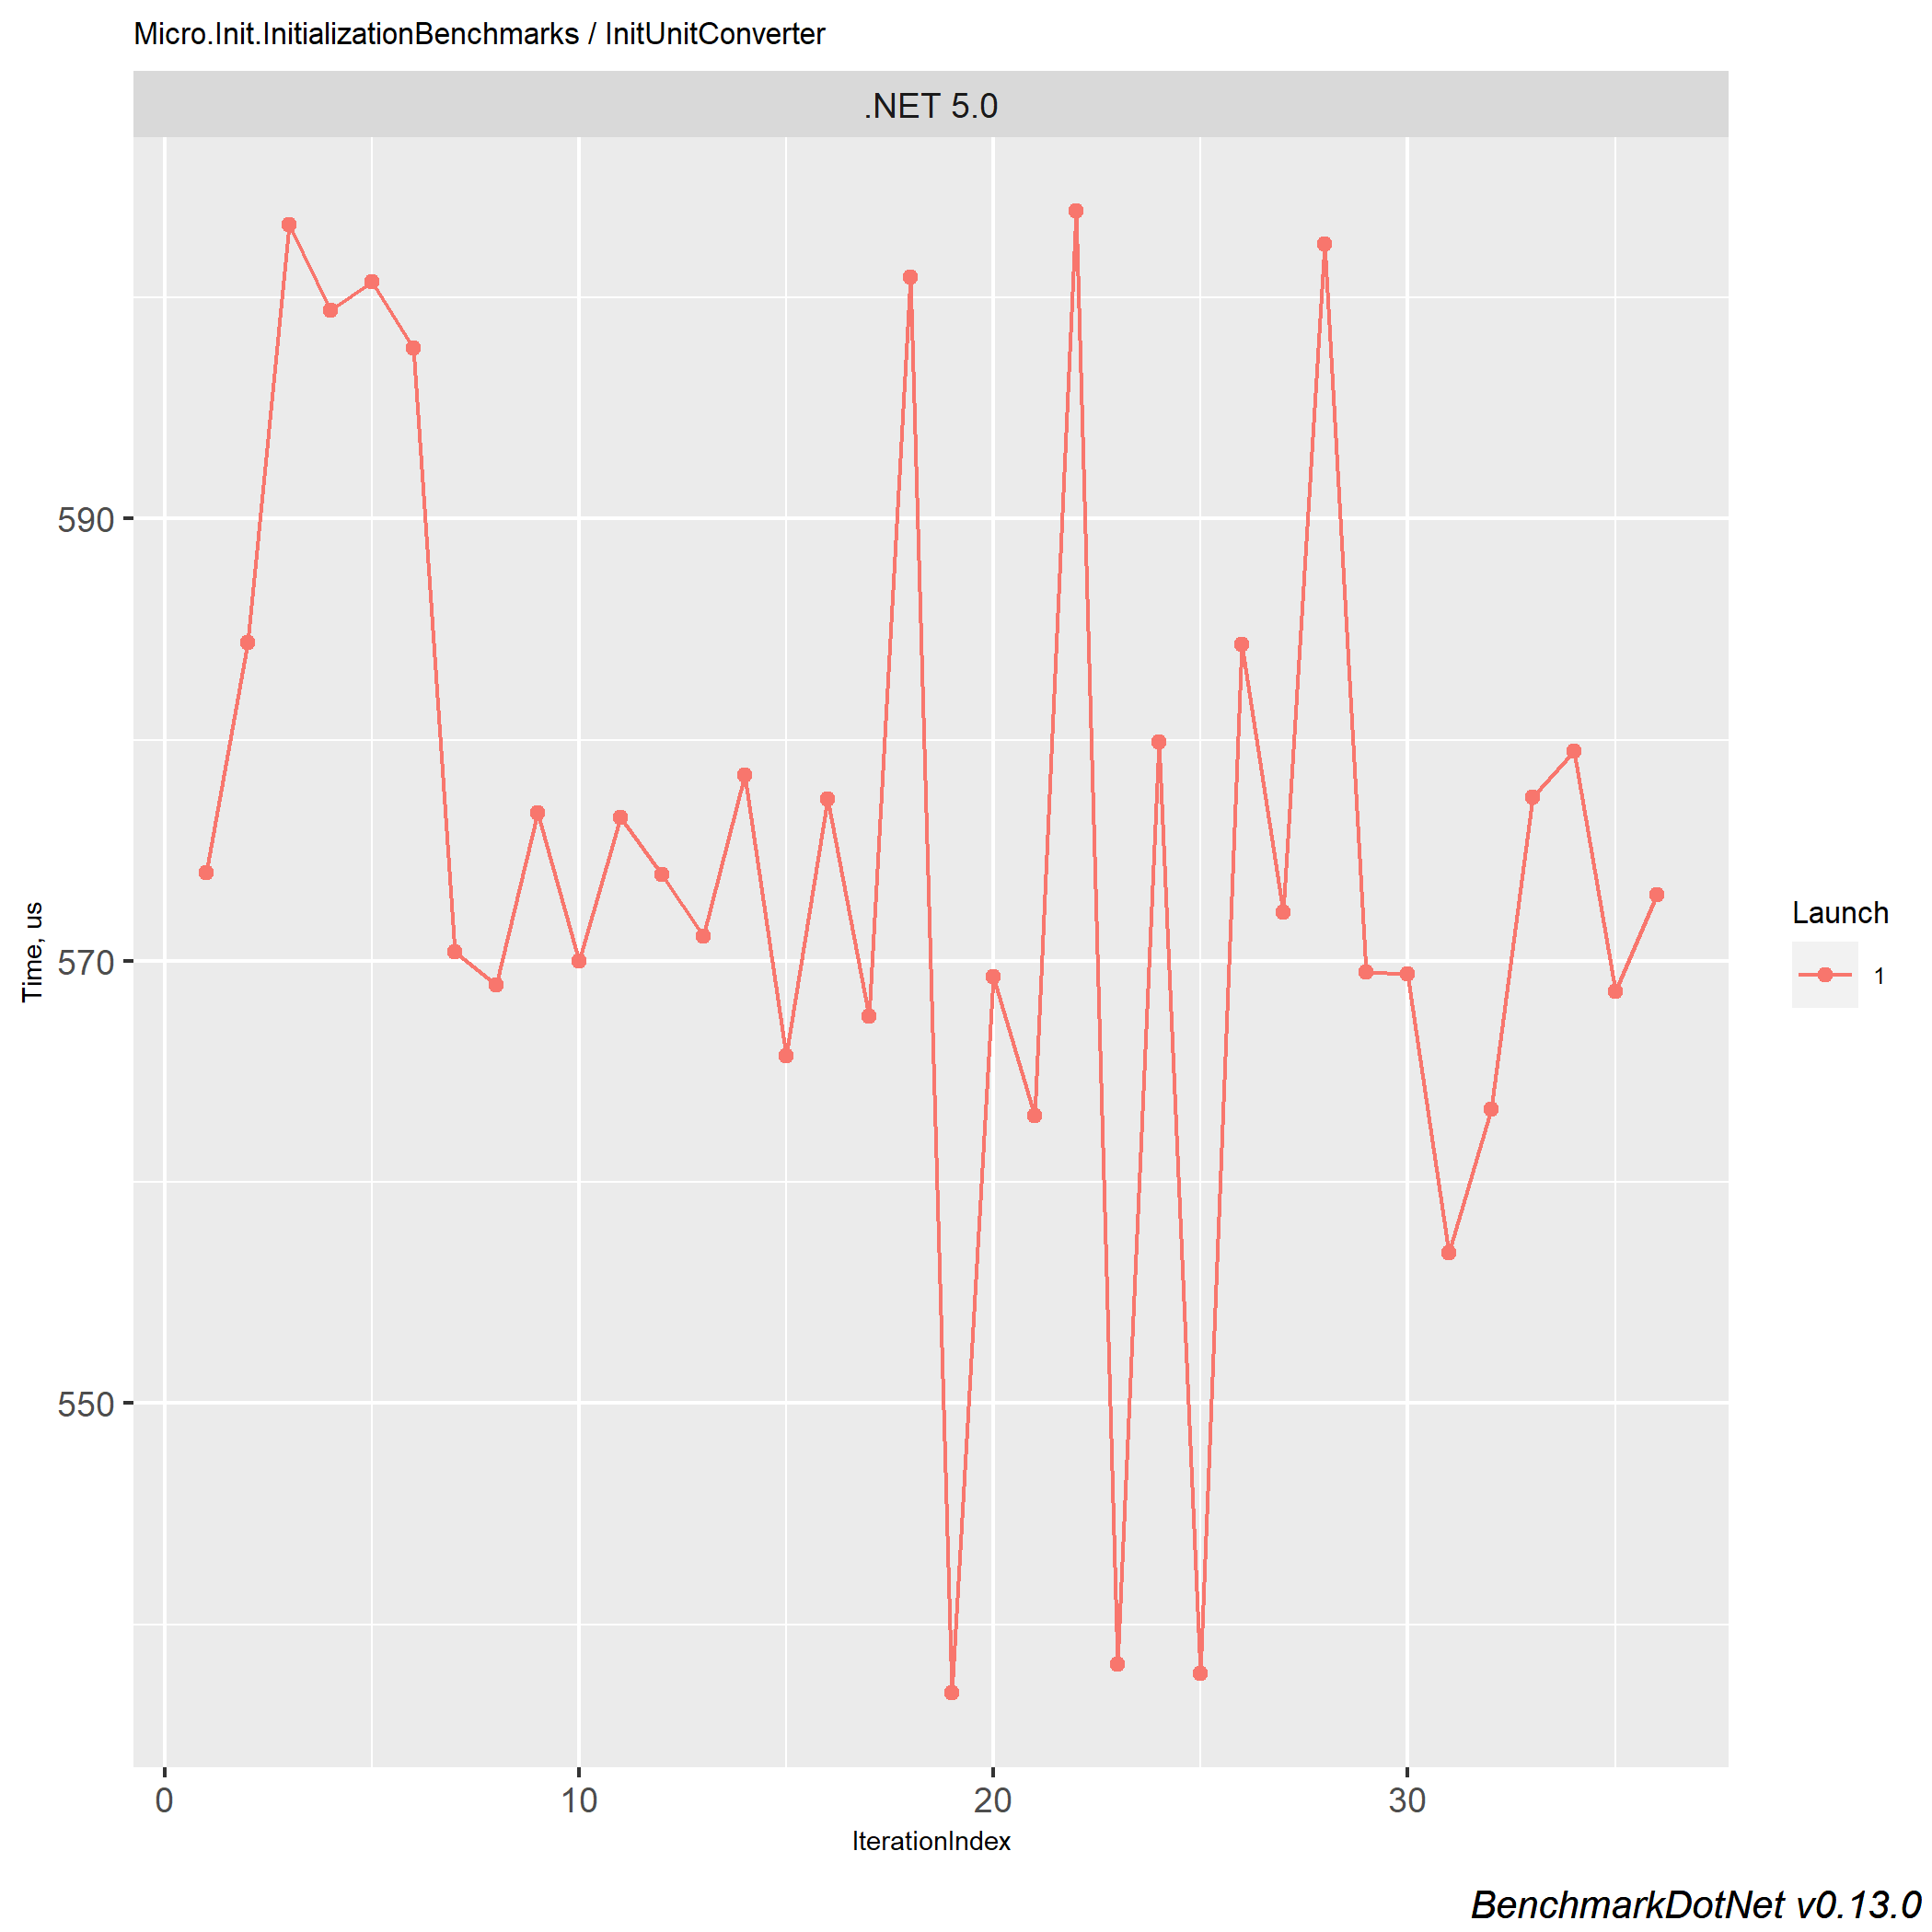 Micro.Init.InitializationBenchmarks / InitUnitConverter
.NET 5.0
590
570
550
Time, us
0 10 20 30
IterationIndex
Launch
1
BenchmarkDotNet v0.13.0